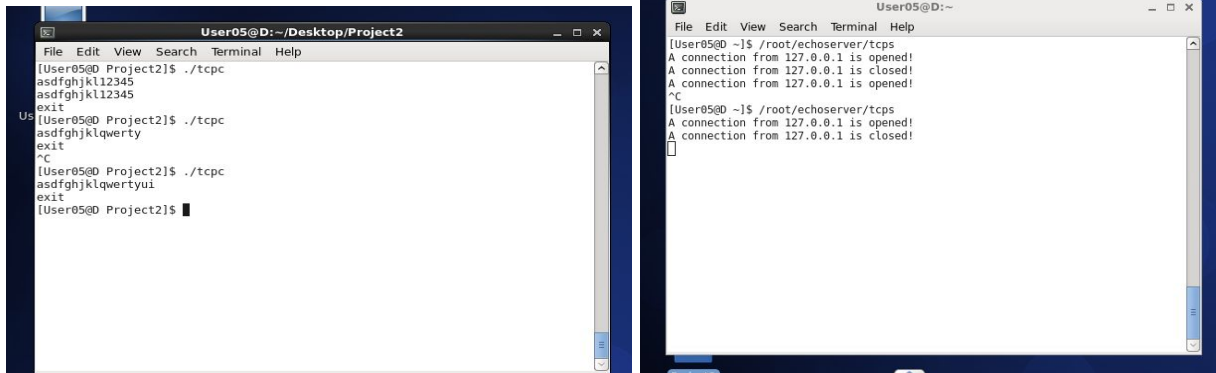 User05@D:~/Desktop/Project2
File Edit View Search Terminal Help
[User05@D Project2]$ ./tcpc
asdfghjkl12345
asdfghjkl12345
exit
Us
[User05@D Project2]$ ./tcpc
asdfghjklqwerty
exit
^C
[User05@D Project2]$ ./tcpc
asdfghjklqwertyui
exit
[User05@D Project2]$
User05@D:~
File Edit View Search Terminal Help
[User05@D ~]$ /root/echoserver/tcps
A connection from 127.0.0.1 is opened!
A connection from 127.0.0.1 is closed!
A connection from 127.0.0.1 is opened!
^C
[User05@D ~]$ /root/echoserver/tcps
A connection from 127.0.0.1 is opened!
A connection from 127.0.0.1 is closed!